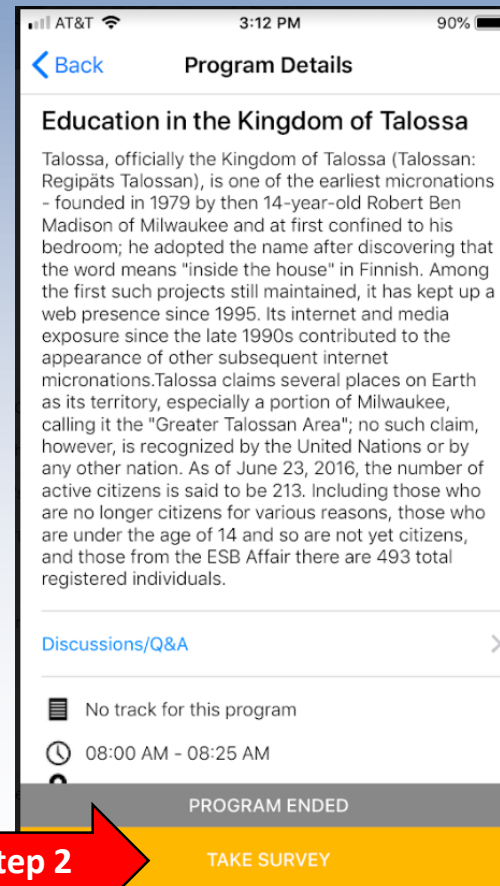 AT&T 3:12 PM 90%
Back Program Details
Education in the Kingdom of Talossa
Talossa, officially the Kingdom of Talossa (Talossan:
Regipäts Talossan), is one of the earliest micronations
- founded in 1979 by then 14-year-old Robert Ben
Madison of Milwaukee and at first confined to his
bedroom; he adopted the name after discovering that
the word means "inside the house" in Finnish. Among
the first such projects still maintained, it has kept up a
web presence since 1995. Its internet and media
exposure since the late 1990s contributed to the
appearance of other subsequent internet
micronations.Talossa claims several places on Earth
as its territory, especially a portion of Milwaukee,
calling it the "Greater Talossan Area"; no such claim,
however, is recognized by the United Nations or by
any other nation. As of June 23, 2016, the number of
active citizens is said to be 213. Including those who
are no longer citizens for various reasons, those who
are under the age of 14 and so are not yet citizens,
and those from the ESB Affair there are 493 total
registered individuals.
Discussions/Q&A
No track for this program
08:00 AM - 08:25 AM
PROGRAM ENDED
tep 2 TAKE SURVEY